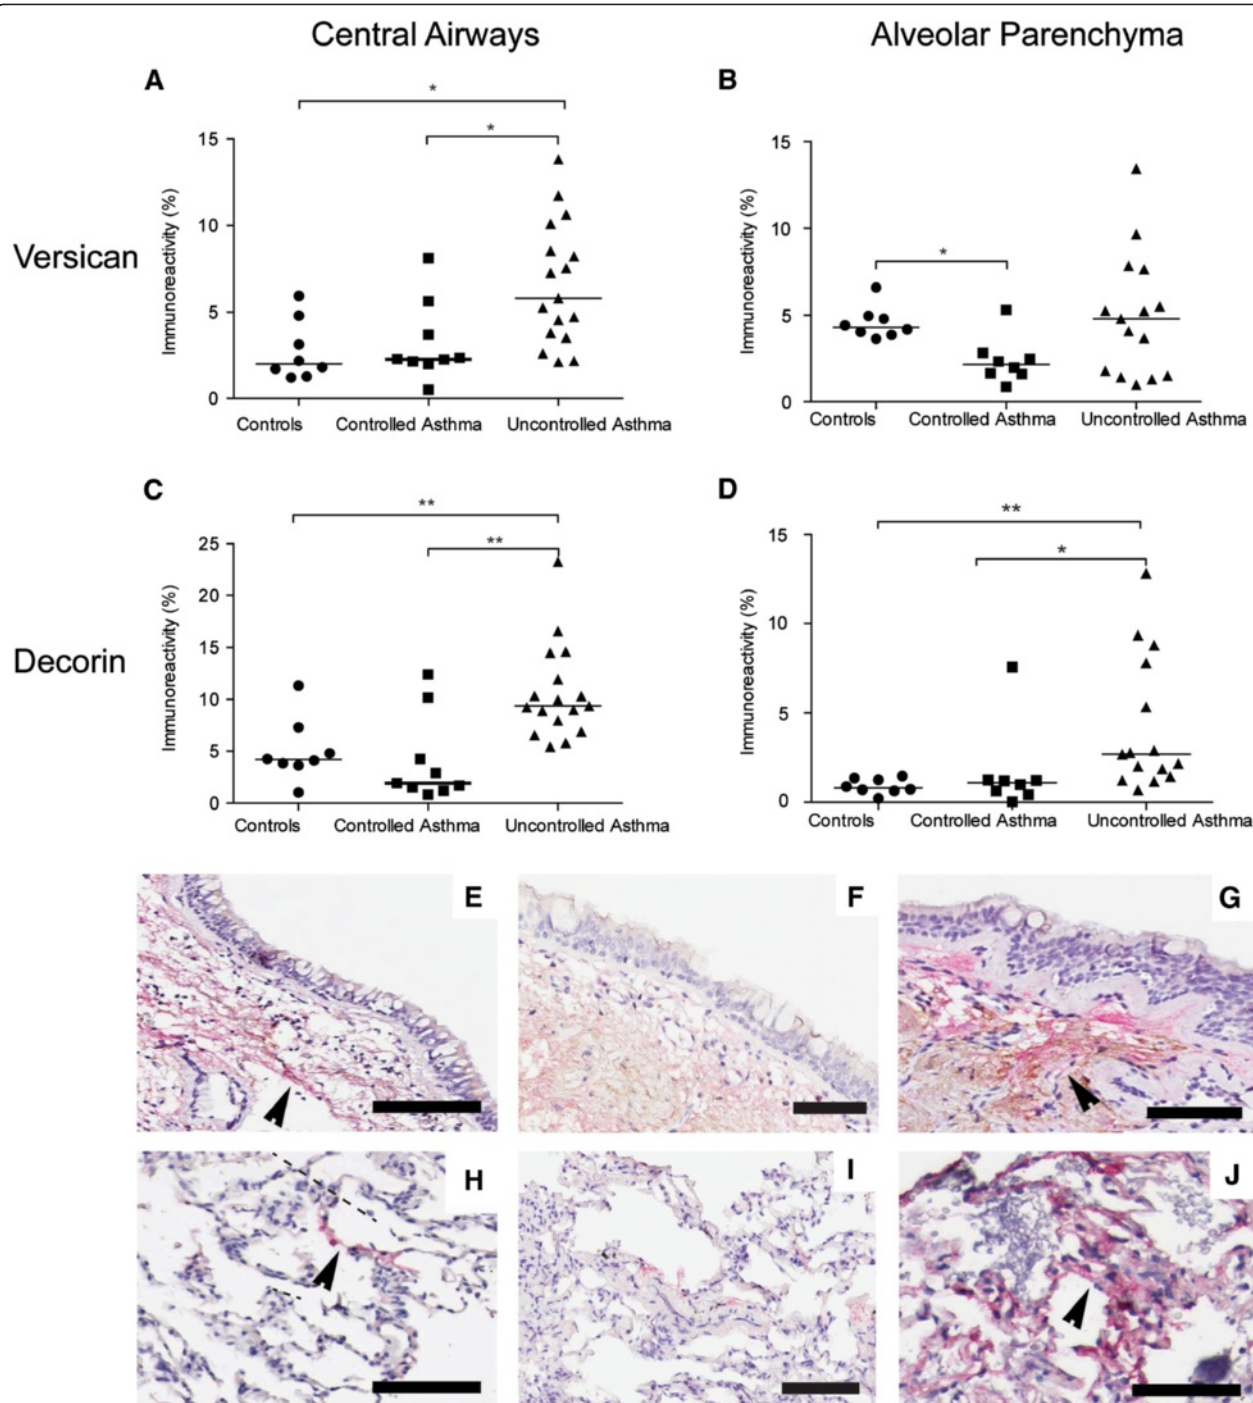 Central Airways
Alveolar Parenchyma
Versican
A
*
*
Immunoreactivity (%)
15
10
5
0
Controls
Controlled Asthma
Uncontrolled Asthma
B
*
Immunoreactivity (%)
15
10
5
0
Controls
Controlled Asthma
Uncontrolled Asthma
Decorin
C
**
**
Immunoreactivity (%)
25
20
15
10
5
0
Controls
Controlled Asthma
Uncontrolled Asthma
D
**
*
Immunoreactivity (%)
15
10
5
0
Controls
Controlled Asthma
Uncontrolled Asthma
E
F
G
H
I
J